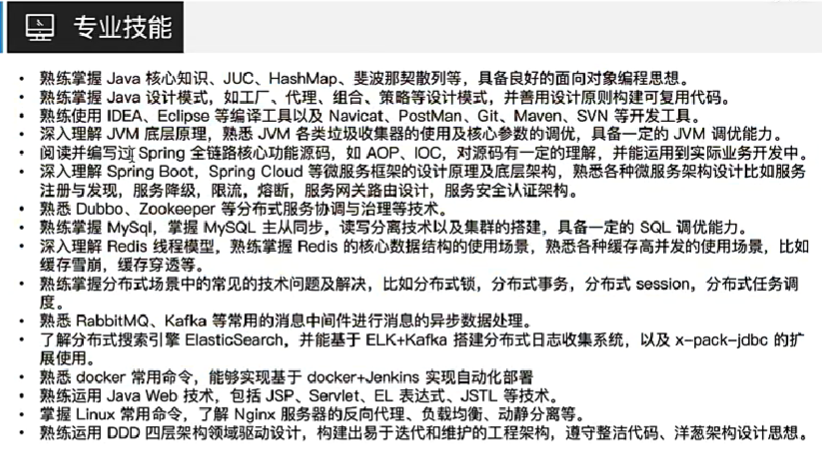 专业技能
• 熟练掌握 Java 核心知识、JUC、HashMap、斐波那契散列等，具备良好的面向对象编程思想。
• 熟练掌握 Java 设计模式，如工厂、代理、组合、策略等设计模式，并善用设计原则构建可复用代码。
• 熟练使用 IDEA、Eclipse 等编译工具以及 Navicat、PostMan、Git、Maven、SVN 等开发工具。
• 深入理解 JVM 底层原理，熟悉 JVM 各类垃圾收集器的使用及核心参数的调优，具备一定的 JVM 调优能力。
• 阅读并编写过 Spring 全链路核心功能源码，如 AOP、IOC，对源码有一定的理解，并能运用到实际业务开发中。
• 深入理解 Spring Boot，Spring Cloud 等微服务框架的设计原理及底层架构，熟悉各种微服务架构设计比如服务
注册与发现，服务降级，限流，熔断，服务网关路由设计，服务安全认证架构。
• 熟悉 Dubbo、Zookeeper 等分布式服务协调与治理等技术。
• 熟练掌握 MySql，掌握 MySQL 主从同步，读写分离技术以及集群的搭建，具备一定的 SQL 调优能力。
• 深入理解 Redis 线程模型，熟练掌握 Redis 的核心数据结构的使用场景，熟悉各种缓存高并发的使用场景，比如
缓存雪崩，缓存穿透等。
• 熟练掌握分布式场景中的常见的技术问题及解决，比如分布式锁，分布式事务，分布式 session，分布式任务调
度。
• 熟悉 RabbitMQ、Kafka 等常用的消息中间件进行消息的异步数据处理。
• 了解分布式搜索引擎 ElasticSearch，并能基于 ELK+Kafka 搭建分布式日志收集系统，以及 x-pack-jdbc 的扩
展使用。
• 熟悉 docker 常用命令，能够实现基于 docker+Jenkins 实现自动化部署
• 熟练运用 Java Web 技术，包括 JSP、Servlet、EL 表达式、JSTL 等技术。
• 掌握 Linux 常用命令，了解 Nginx 服务器的反向代理、负载均衡、动静分离等。
• 熟练运用 DDD 四层架构领域驱动设计，构建出易于迭代和维护的工程架构，遵守整洁代码、洋葱架构设计思想。